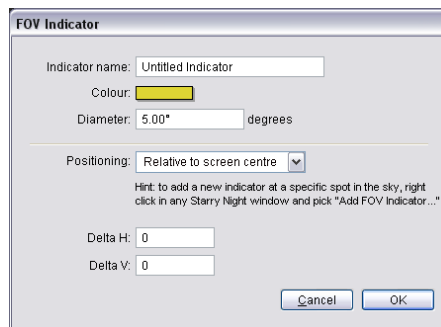 FOV Indicator
Indicator name: Untitled Indicator
Colour:
Diameter: 5.00° degrees
Positioning: Relative to screen centre
Hint: to add a new indicator at a specific spot in the sky, right
click in any Starry Night window and pick "Add FOV Indicator..."
Delta H: 0
Delta V: 0
Cancel OK